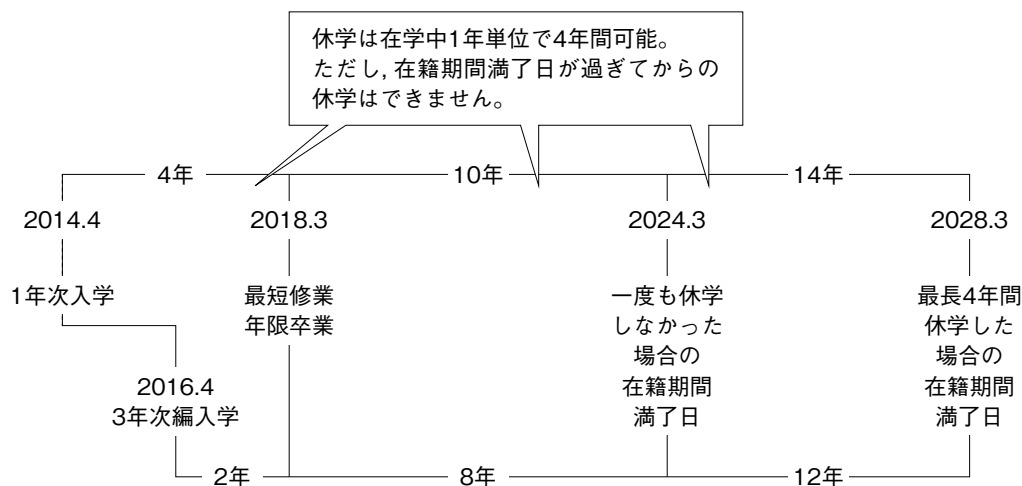 休学は在学中1年単位で4年間可能。
ただし, 在籍期間満了日が過ぎてからの
休学はできません。
4年
10年
14年
2014.4
2018.3
2024.3
2028.3
1年次入学
最短修業
年限卒業
一度も休学
しなかった
場合の
在籍期間
満了日
最長4年間
休学した
場合の
在籍期間
満了日
2016.4
3年次編入学
2年
8年
12年